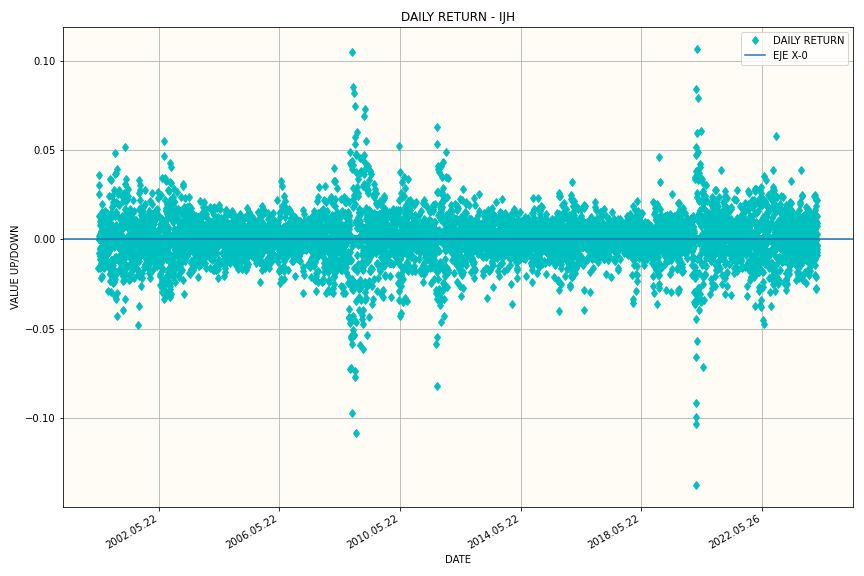 DAILY RETURN - IJH
DAILY RETURN
EJE X-0
0.10
0.05
0.00
−0.05
−0.10
VALUE UP/DOWN
2002.05.22
2006.05.22
2010.05.22
2014.05.22
2018.05.22
2022.05.26
DATE